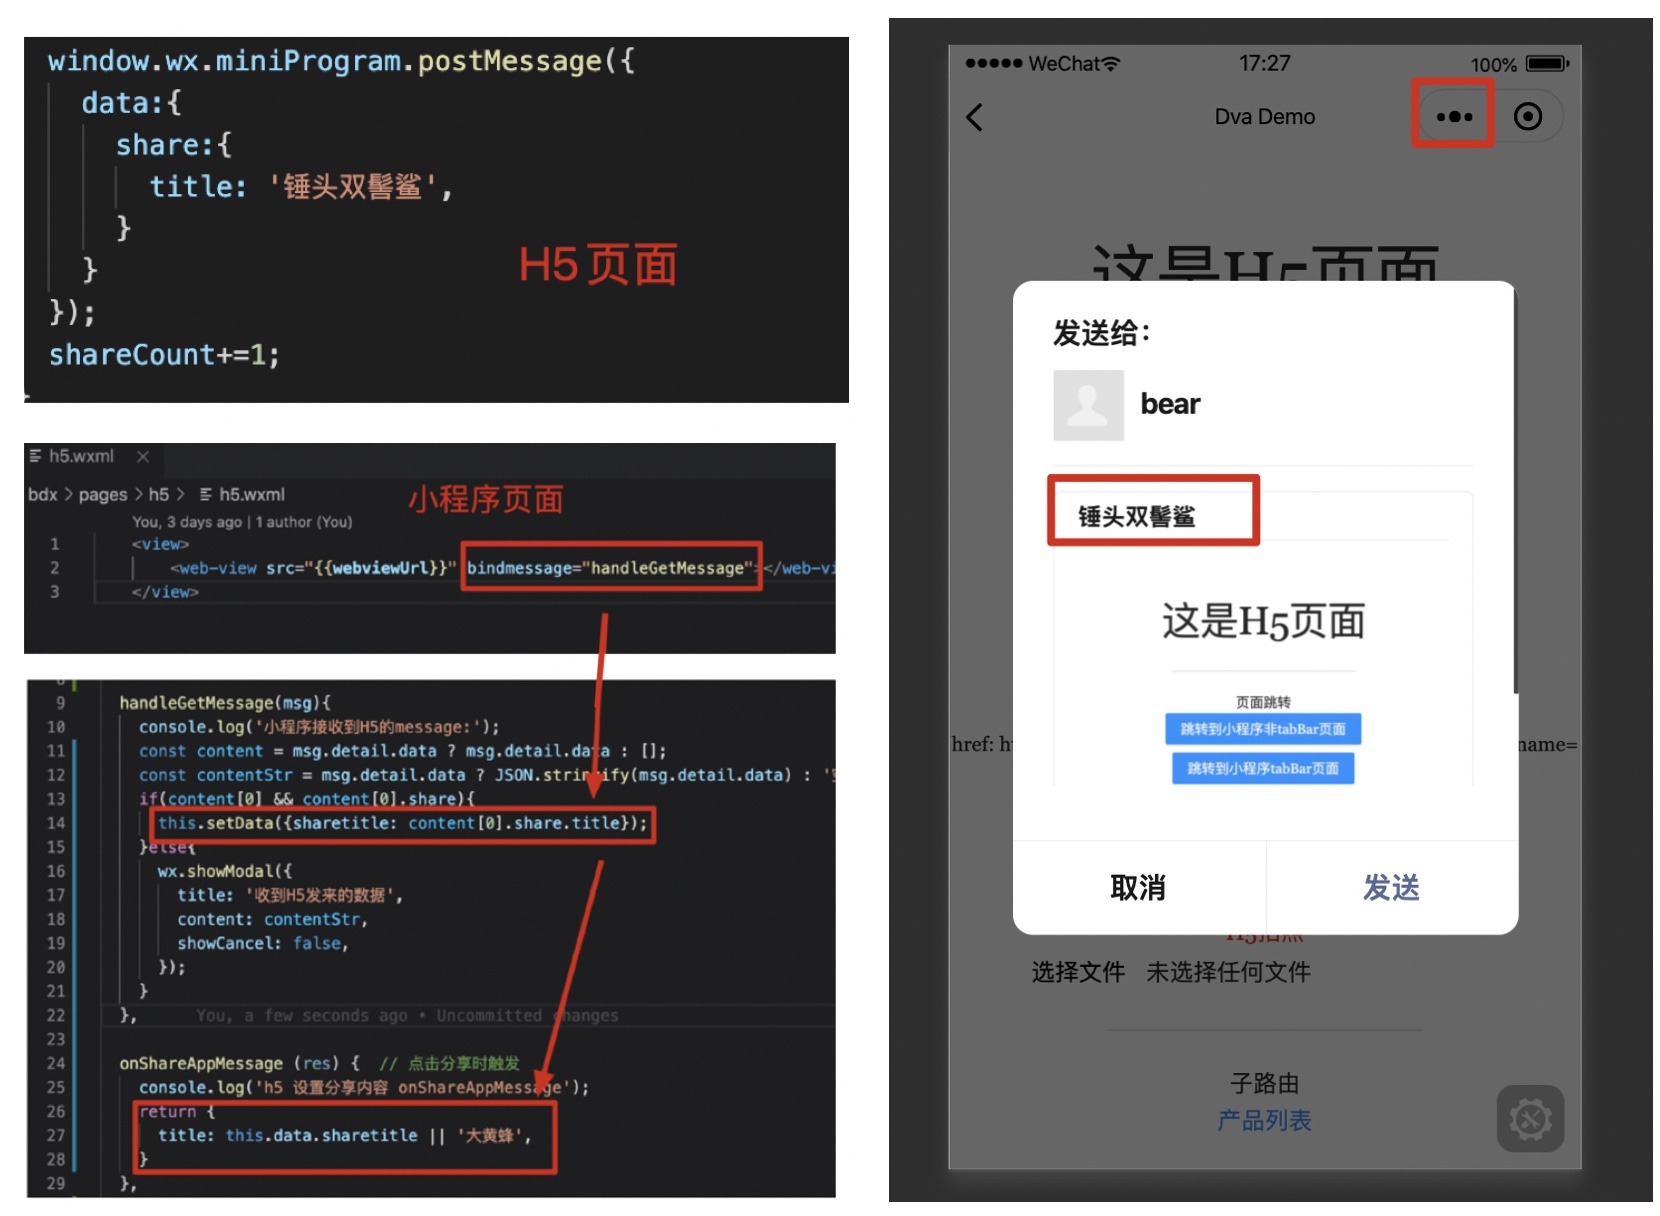 window.wx.miniProgram.postMessage({
data:{
share:{
title: '锤头双髻鲨',
}
}
});
shareCount+=1;
H5页面
h5.wxml
bdx > pages > h5 > h5.wxml
小程序页面
You, 3 days ago | 1 author (You)
1 <view>
2 <web-view src="{{webviewUrl}}" bindmessage="handleGetMessage"></web-vi
3 </view>
8
9 handleGetMessage(msg){
10 console.log('小程序接收到H5的message:');
11 const content = msg.detail.data ? msg.detail.data : [];
12 const contentStr = msg.detail.data ? JSON.stringify(msg.detail.data) : '
13 if(content[0] && content[0].share){
14 this.setData({sharetitle: content[0].share.title});
15 }else{
16 wx.showModal({
17 title: '收到H5发来的数据',
18 content: contentStr,
19 showCancel: false,
20 });
21 }
22 }, You, a few seconds ago • Uncommitted changes
23
24 onShareAppMessage (res) { // 点击分享时触发
25 console.log('h5 设置分享内容 onShareAppMessage');
26 return {
27 title: this.data.sharetitle || '大黄蜂',
28 }
29 },
WeChat 17:27 100%
Dva Demo
这是H5页面
发送给:
bear
锤头双髻鲨
这是H5页面
页面跳转
跳转到小程序非tabBar页面
href: h
name=
跳转到小程序tabBar页面
取消 发送
H5拍照
选择文件 未选择任何文件
子路由
产品列表